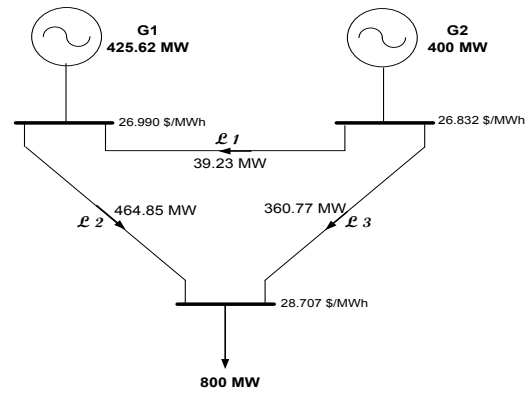 G1
425.62 MW
G2
400 MW
26.990 $/MWh
26.832 $/MWh
ℒ 1
39.23 MW
464.85 MW
360.77 MW
ℒ 2
ℒ 3
28.707 $/MWh
800 MW